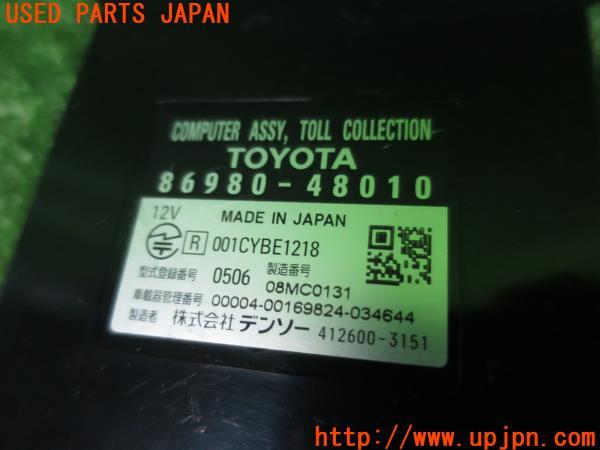 USED PARTS JAPAN
COMPUTER ASSY, TOLL COLLECTION
TOYOTA
86980-48010
12V
MADE IN JAPAN
R 001CYBE1218
型式登録番号 0506 製造番号 08MC0131
車載器管理番号 00004-00169824-034644
製造者 株式会社デンソー 412600-3151
www.upjpn.com